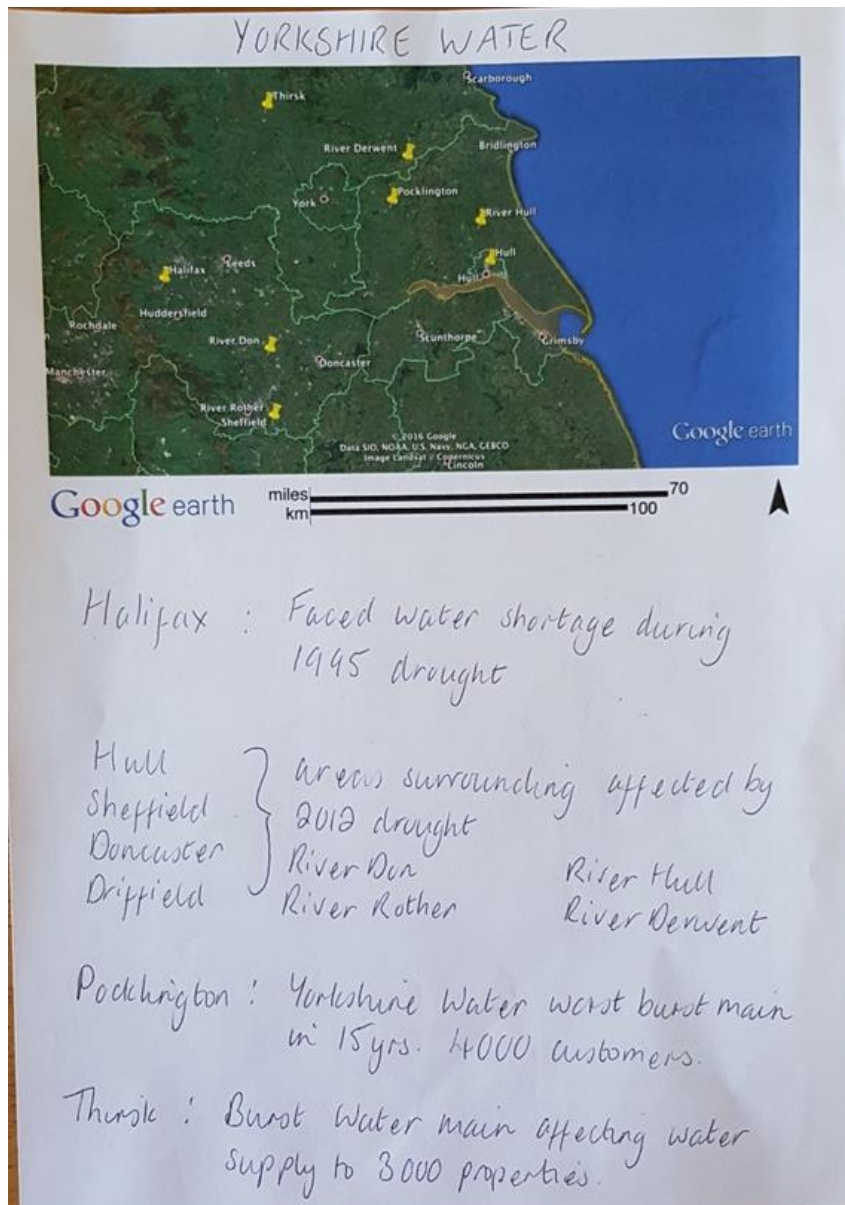 YORKSHIRE WATER
Scarborough
Thirsk
River Derwent
Bridlington
Pocklington
York
River Hull
Hull
Halifax
Leeds
Hull
Huddersfield
Rochdale
River Don
Scunthorpe
Grimsby
Doncaster
Manchester
River Rother
Sheffield
© 2016 Google
Data SIO, NOAA, U.S. Navy, NGA, GEBCO
Image Landsat / Copernicus
Lincoln
Google earth
Google earth
miles 70
km 100
Halifax : Faced water shortage during
1995 drought
Hull
Sheffield
Doncaster
Driffield
areas surrounding affected by
2012 drought
River Don River Hull
River Rother River Derwent
Pocklington : Yorkshire Water worst burst main
in 15yrs. 4000 customers.
Thirsk : Burst Water main affecting water
supply to 3000 properties.